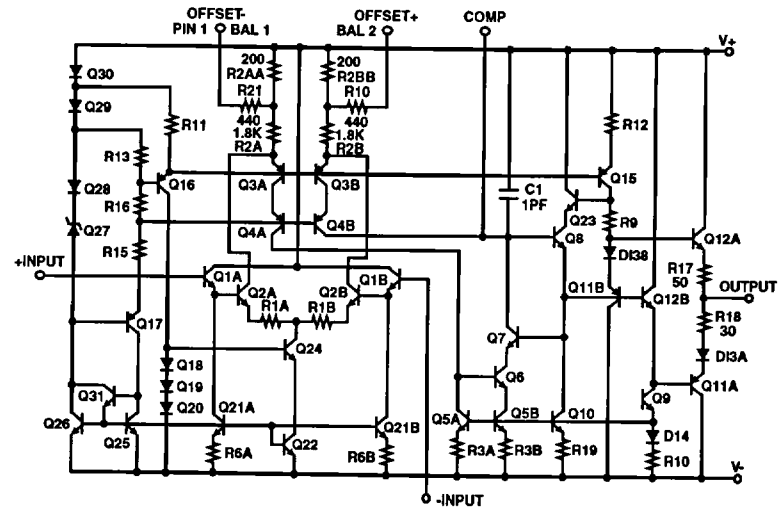 OFFSET-
PIN 1 BAL 1
OFFSET+
BAL 2
COMP
V+
Q30
200
R2AA
200
R2BB
Q29
R21
R10
R11
440
1.8K
R2A
440
1.8K
R2B
R12
R13
Q28
Q16
Q3A
Q3B
Q15
C1
1PF
R16
Q23
Q27
Q4A
Q4B
Q8
R9
Q12A
R15
DI38
+INPUT
Q1A
Q2A
Q2B
Q1B
R17
50
OUTPUT
Q11B
Q12B
R1A
R1B
Q17
R18
30
Q24
Q7
Q18
Q6
DI3A
Q19
Q31
Q20
Q21A
Q9
Q11A
Q26
Q25
Q22
Q21B
Q5A
Q5B
Q10
D14
R6A
R6B
R3A
R3B
R19
R10
V-
-INPUT